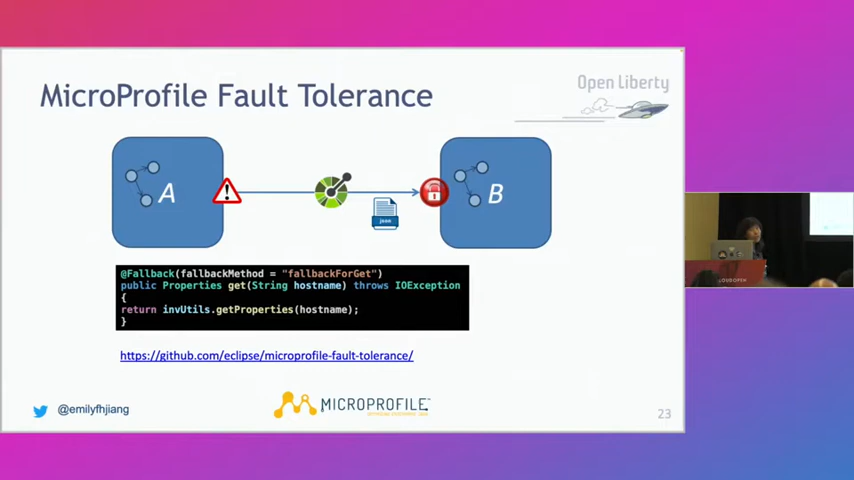 MicroProfile Fault Tolerance
Open Liberty
A
B
json
@Fallback(fallbackMethod = "fallbackForGet")
public Properties get(String hostname) throws IOException
{
return invUtils.getProperties(hostname);
}
https://github.com/eclipse/microprofile-fault-tolerance/
@emilyfhjiang
MICROPROFILE
23